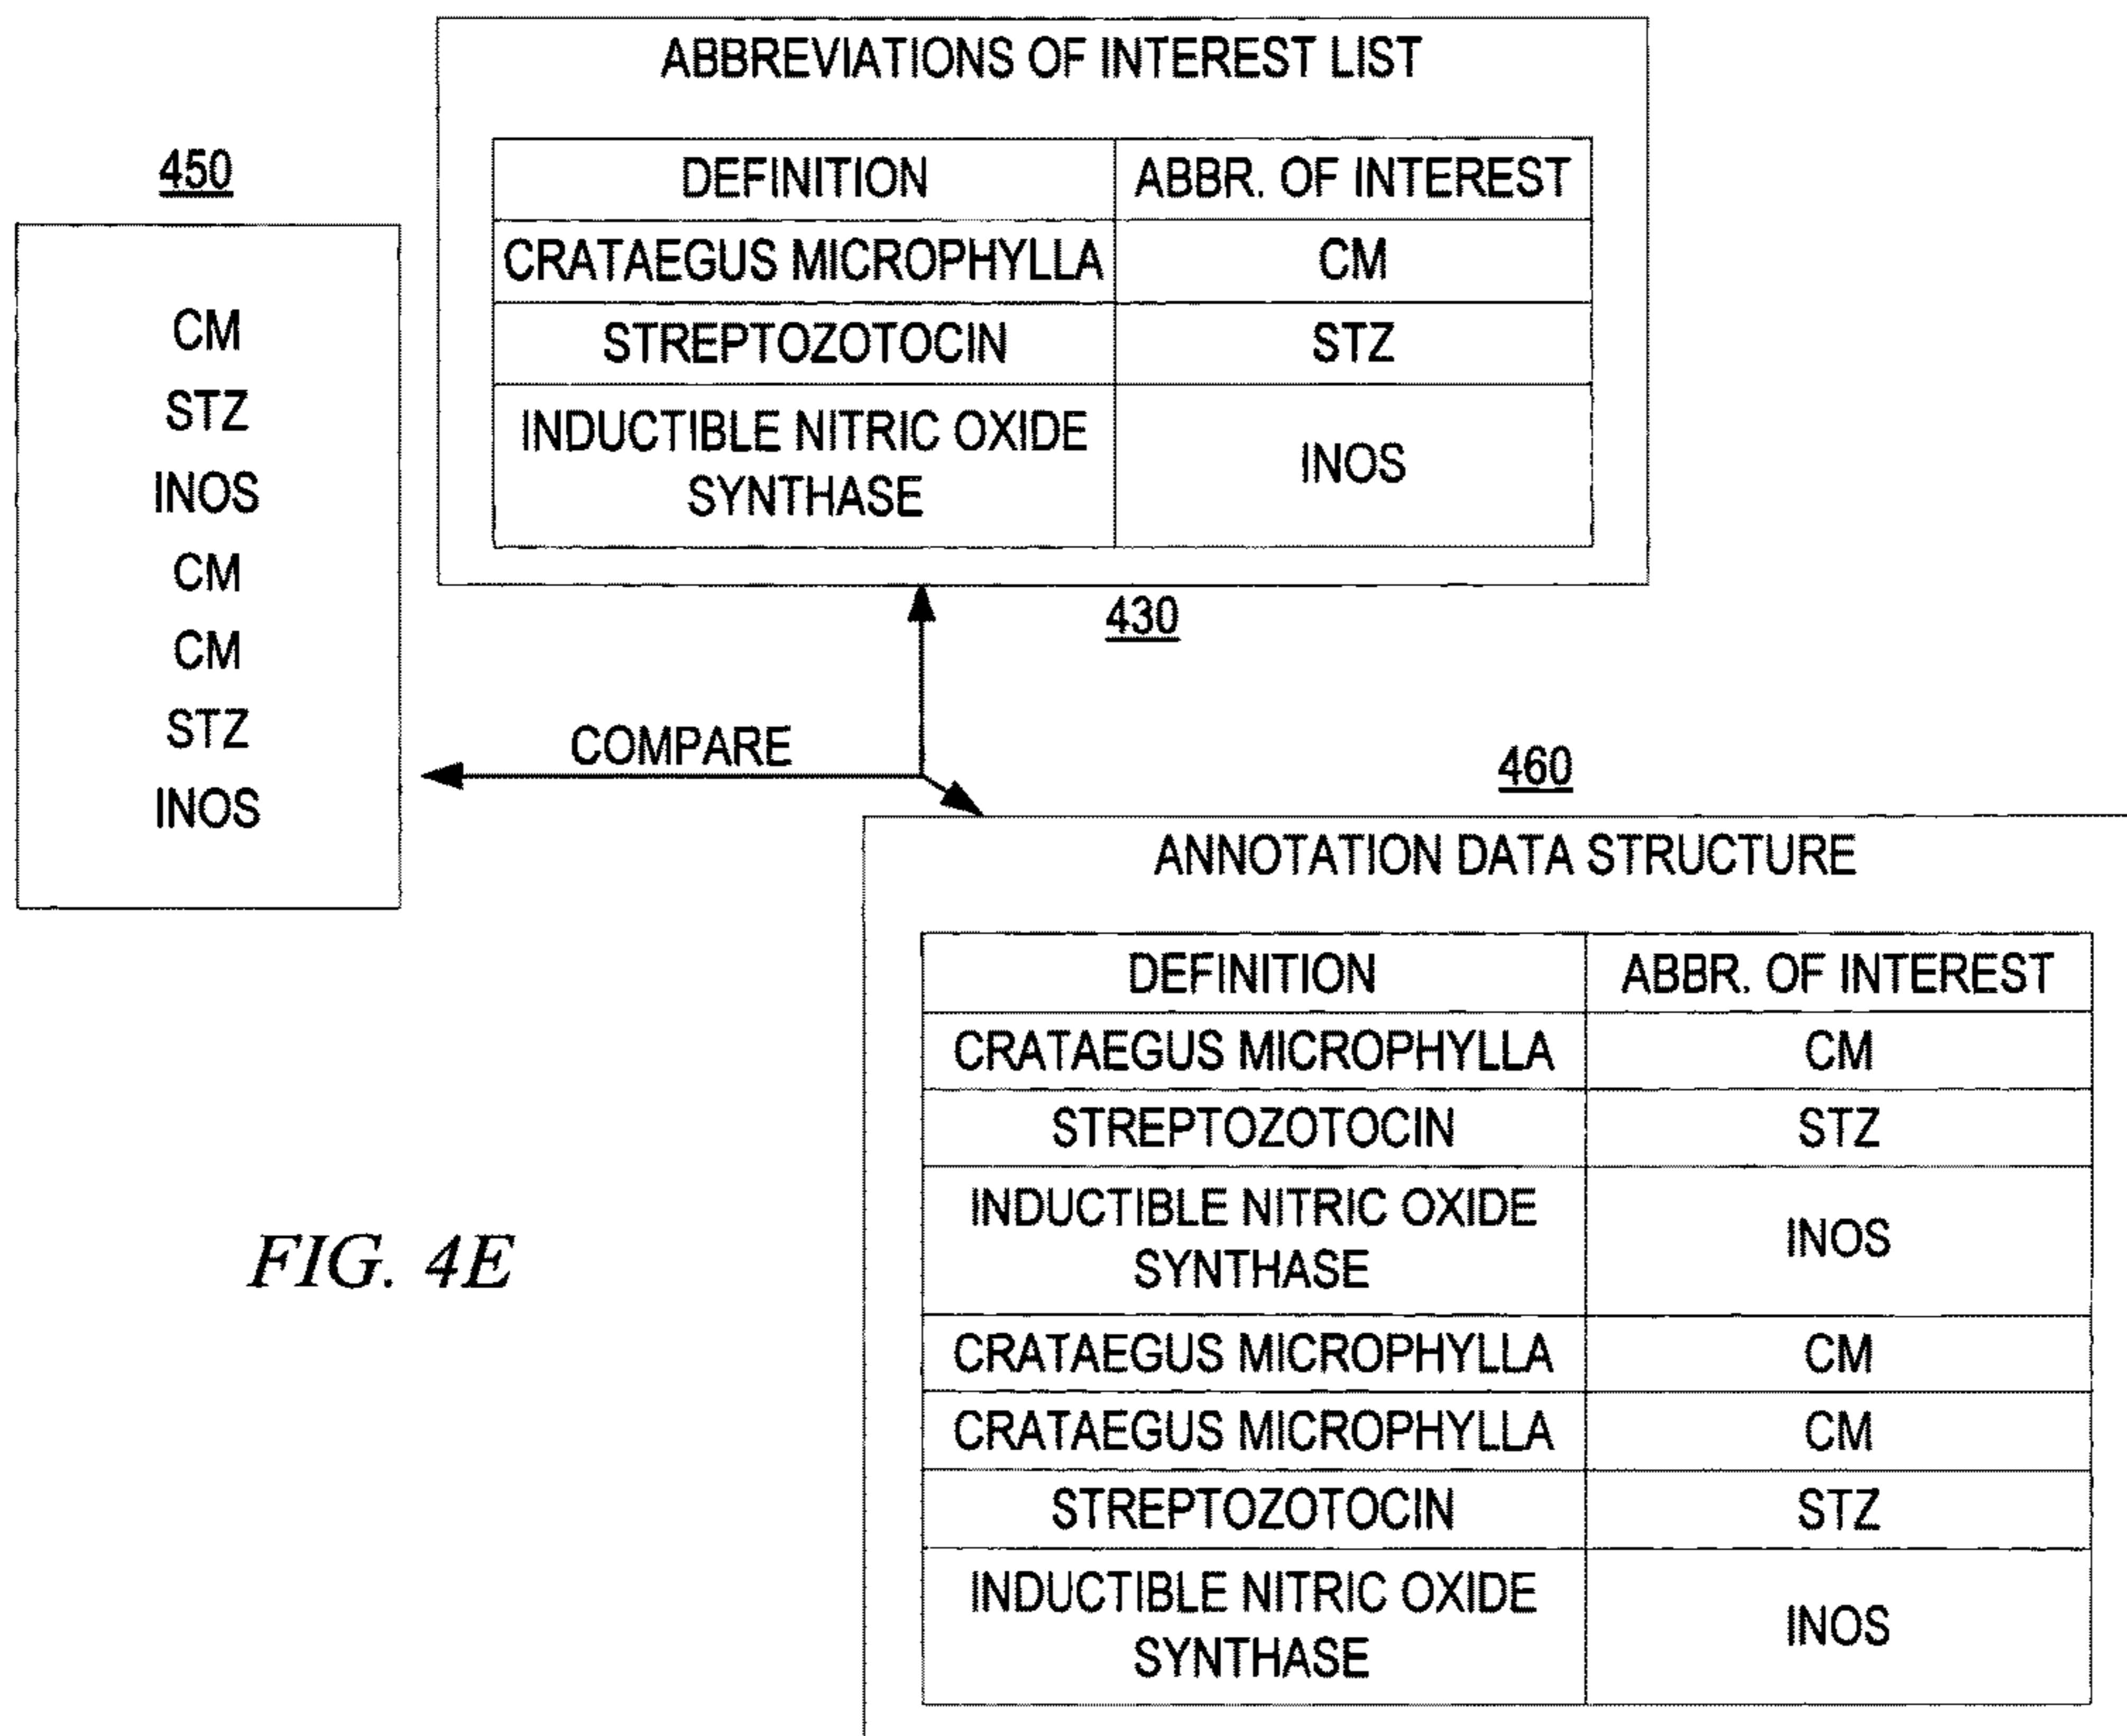 ABBREVIATIONS OF INTEREST LIST
DEFINITION ABBR. OF INTEREST
CRATAEGUS MICROPHYLLA CM
STREPTOZOTOCIN STZ
INDUCTIBLE NITRIC OXIDE
SYNTHASE INOS
430
450
CM
STZ
INOS
CM
CM
STZ
INOS
COMPARE
460
ANNOTATION DATA STRUCTURE
DEFINITION ABBR. OF INTEREST
CRATAEGUS MICROPHYLLA CM
STREPTOZOTOCIN STZ
INDUCTIBLE NITRIC OXIDE
SYNTHASE INOS
CRATAEGUS MICROPHYLLA CM
CRATAEGUS MICROPHYLLA CM
STREPTOZOTOCIN STZ
INDUCTIBLE NITRIC OXIDE
SYNTHASE INOS
FIG. 4E